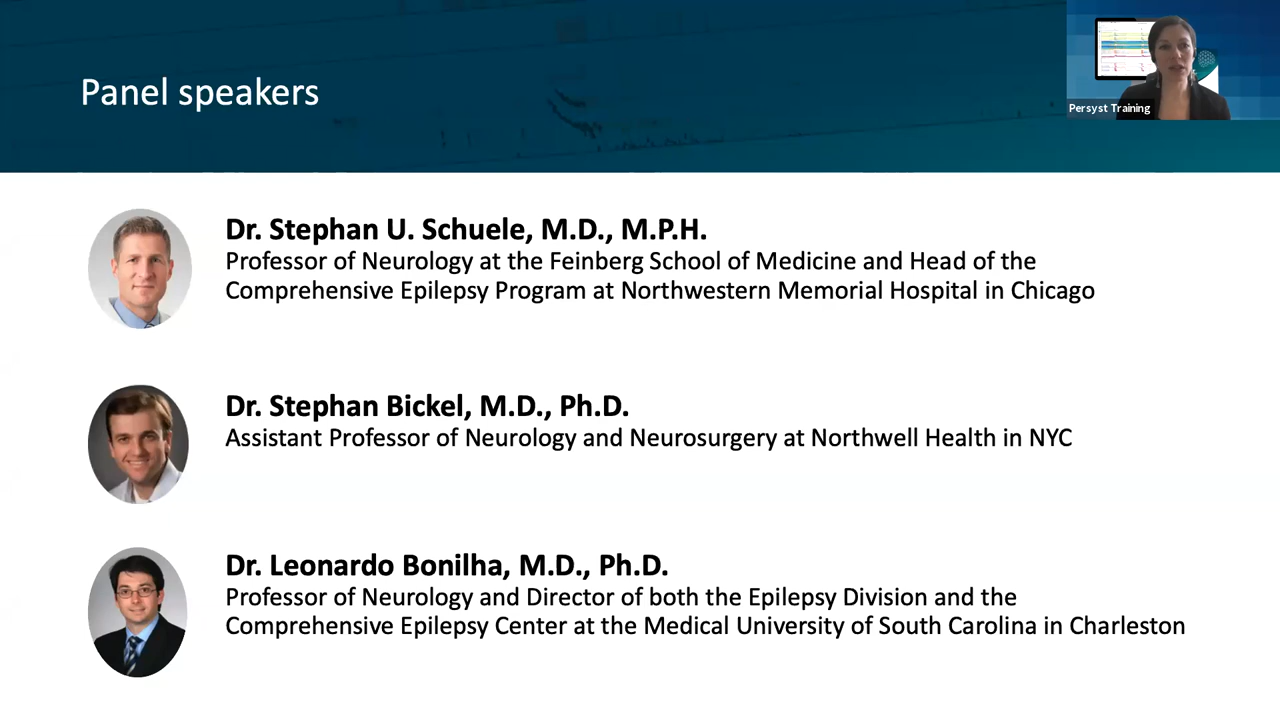 Panel speakers
Persyst Training
Dr. Stephan U. Schuele, M.D., M.P.H.
Professor of Neurology at the Feinberg School of Medicine and Head of the
Comprehensive Epilepsy Program at Northwestern Memorial Hospital in Chicago
Dr. Stephan Bickel, M.D., Ph.D.
Assistant Professor of Neurology and Neurosurgery at Northwell Health in NYC
Dr. Leonardo Bonilha, M.D., Ph.D.
Professor of Neurology and Director of both the Epilepsy Division and the
Comprehensive Epilepsy Center at the Medical University of South Carolina in Charleston